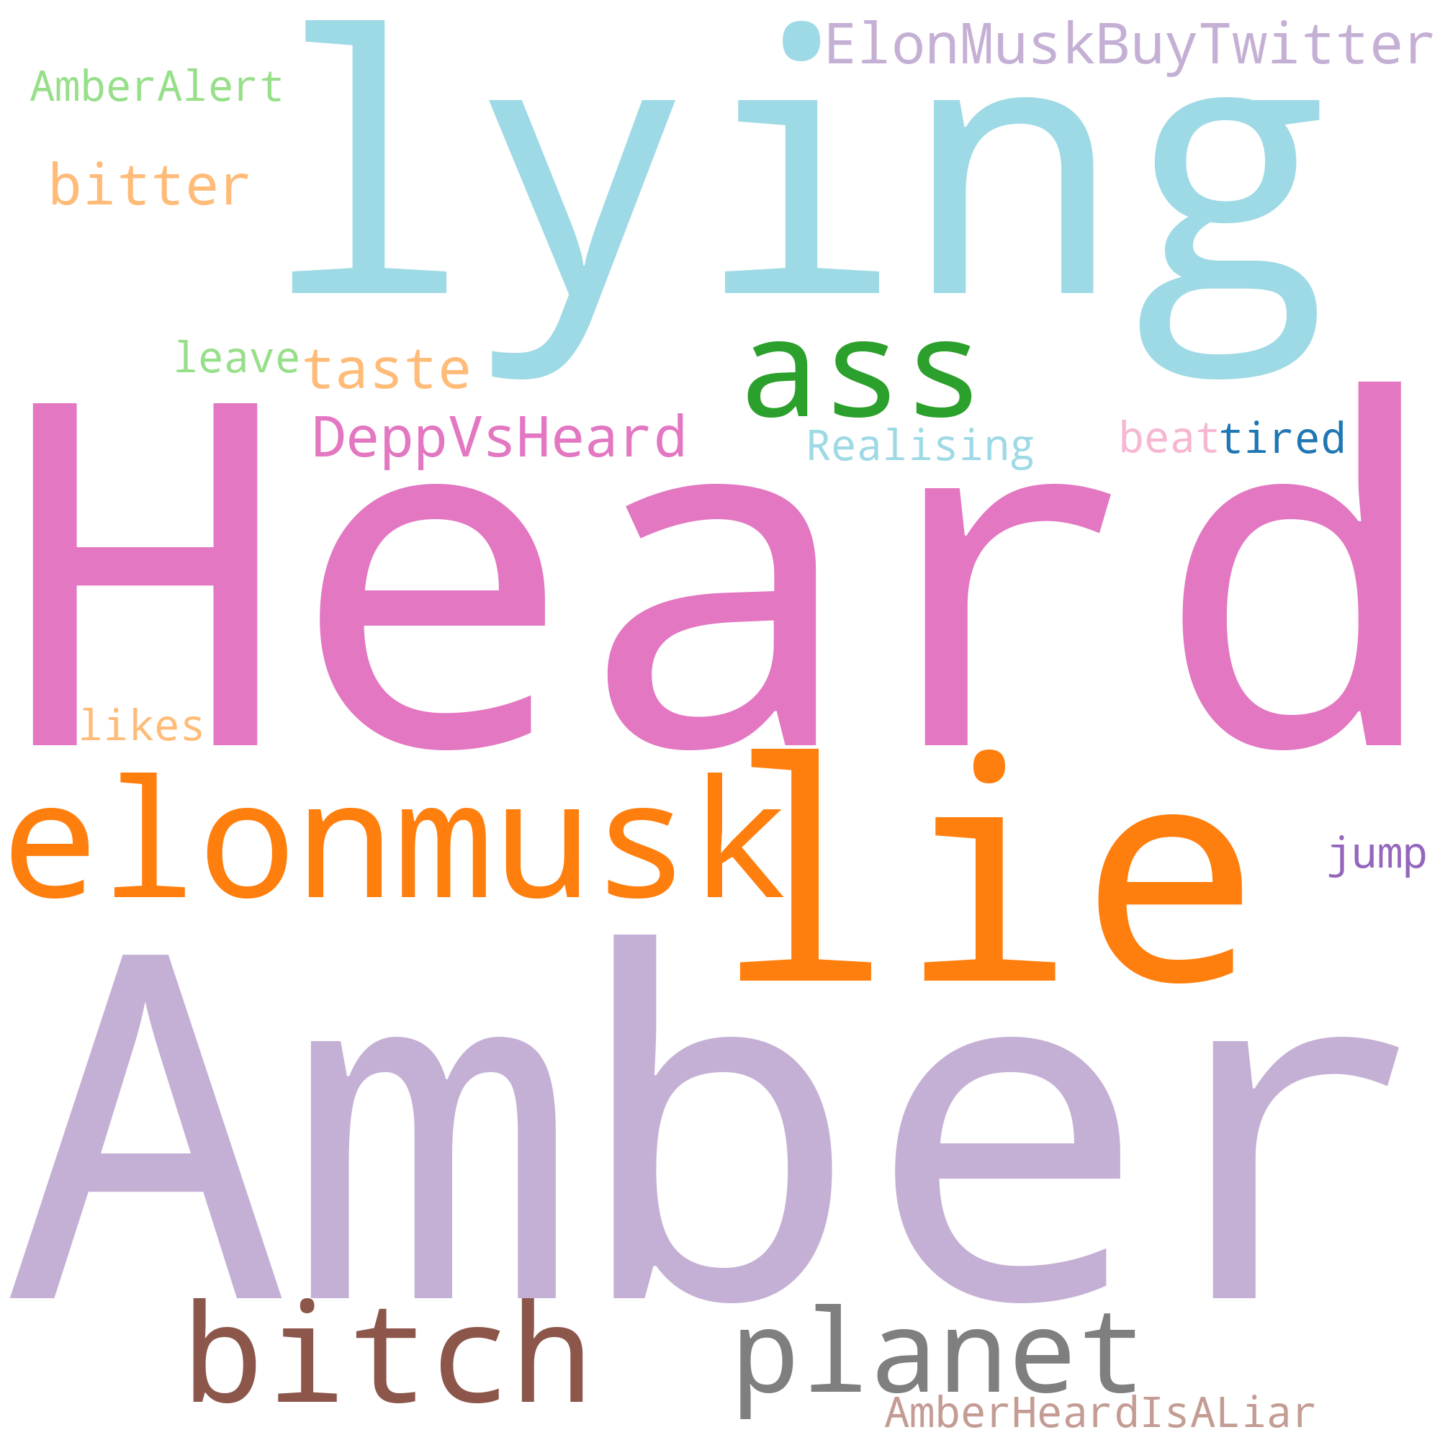 ElonMuskBuyTwitter
lying
AmberAlert
bitter
ass
leave
taste
DeppVsHeard
Realising
beat
tired
Heard
likes
lie
elonmusk
jump
Amber
bitch
planet
AmberHeardIsALiar